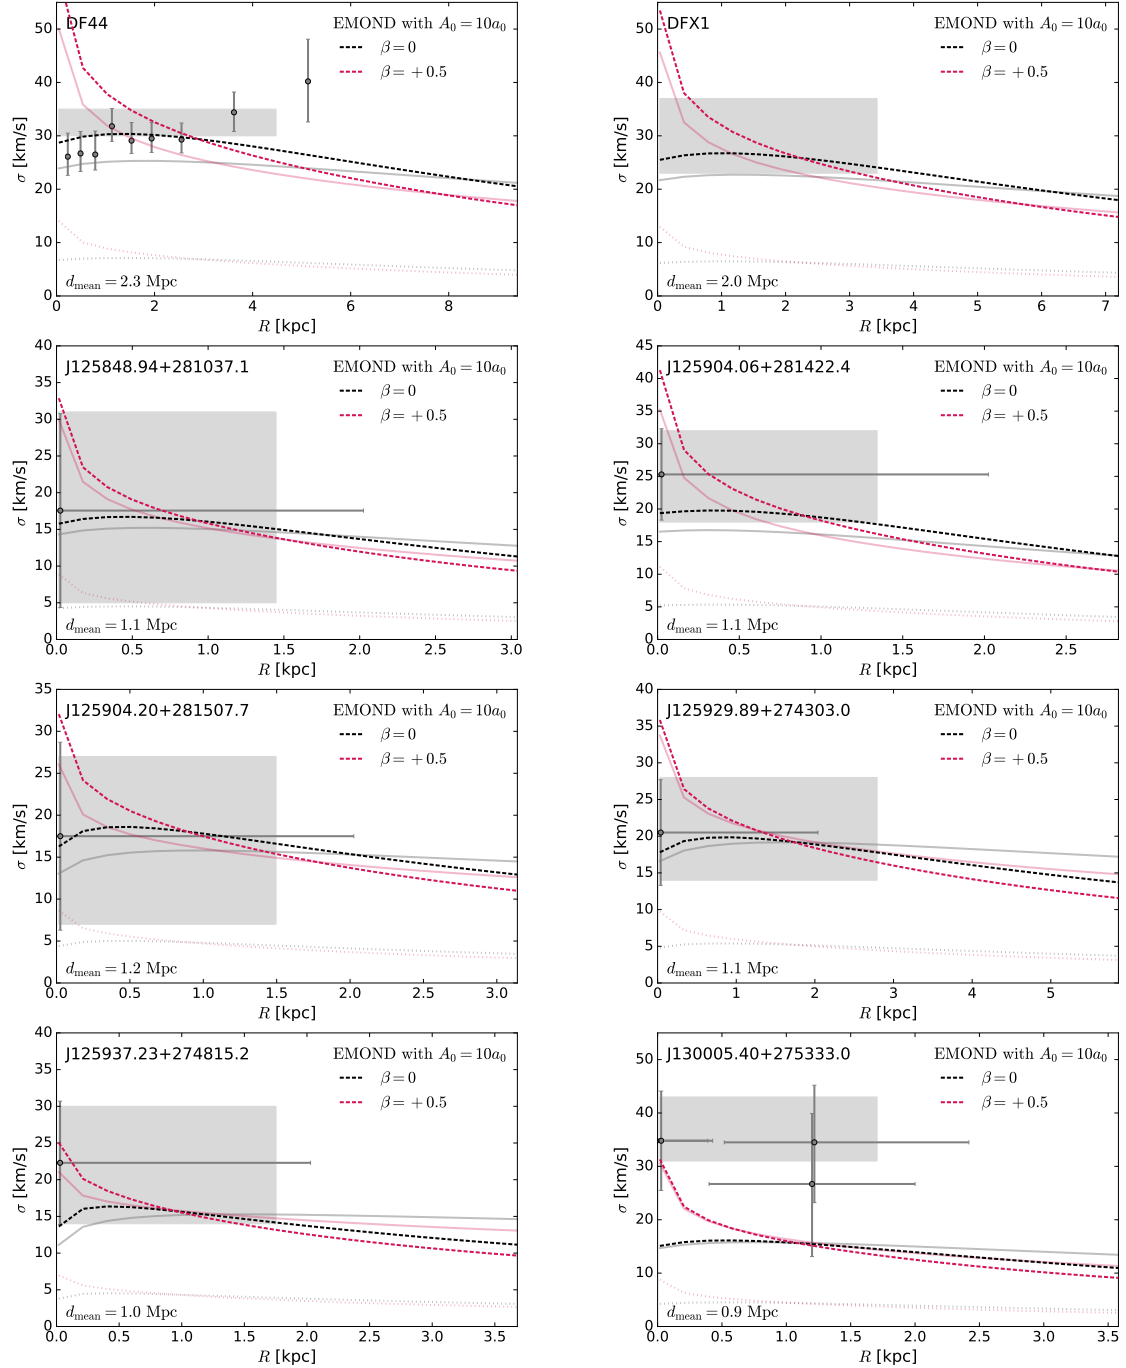 DF44
EMOND with A₀ = 10a₀
β = 0
β = +0.5
σ [km/s]
50
40
30
20
10
0
d_mean = 2.3 Mpc
0 2 4 6 8
R [kpc]
DFX1
EMOND with A₀ = 10a₀
β = 0
β = +0.5
σ [km/s]
50
40
30
20
10
0
d_mean = 2.0 Mpc
0 1 2 3 4 5 6 7
R [kpc]
J125848.94+281037.1
EMOND with A₀ = 10a₀
β = 0
β = +0.5
σ [km/s]
40
35
30
25
20
15
10
5
0
d_mean = 1.1 Mpc
0.0 0.5 1.0 1.5 2.0 2.5 3.0
R [kpc]
J125904.06+281422.4
EMOND with A₀ = 10a₀
β = 0
β = +0.5
σ [km/s]
45
40
35
30
25
20
15
10
5
0
d_mean = 1.1 Mpc
0.0 0.5 1.0 1.5 2.0 2.5
R [kpc]
J125904.20+281507.7
EMOND with A₀ = 10a₀
β = 0
β = +0.5
σ [km/s]
35
30
25
20
15
10
5
0
d_mean = 1.2 Mpc
0.0 0.5 1.0 1.5 2.0 2.5 3.0
R [kpc]
J125929.89+274303.0
EMOND with A₀ = 10a₀
β = 0
β = +0.5
σ [km/s]
40
35
30
25
20
15
10
5
0
d_mean = 1.1 Mpc
0 1 2 3 4 5
R [kpc]
J125937.23+274815.2
EMOND with A₀ = 10a₀
β = 0
β = +0.5
σ [km/s]
40
35
30
25
20
15
10
5
0
d_mean = 1.0 Mpc
0.0 0.5 1.0 1.5 2.0 2.5 3.0 3.5
R [kpc]
J130005.40+275333.0
EMOND with A₀ = 10a₀
β = 0
β = +0.5
σ [km/s]
50
40
30
20
10
0
d_mean = 0.9 Mpc
0.0 0.5 1.0 1.5 2.0 2.5 3.0 3.5
R [kpc]